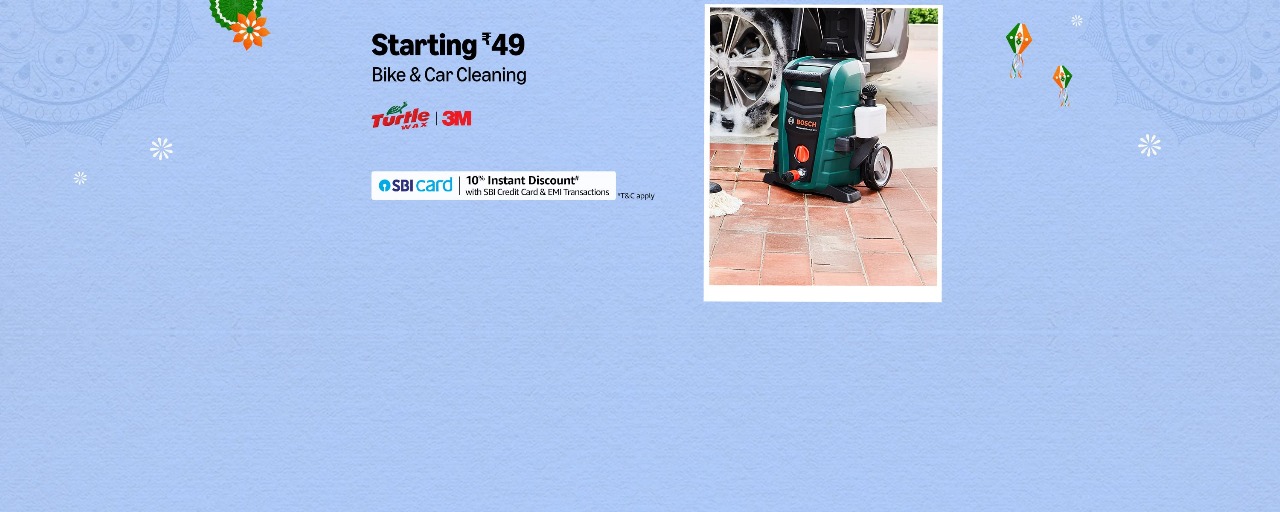 Starting ₹49
Bike & Car Cleaning
Turtle WAX | 3M
SBI card | 10% Instant Discount#
with SBI Credit Card & EMI Transactions
#T&C apply
BOSCH